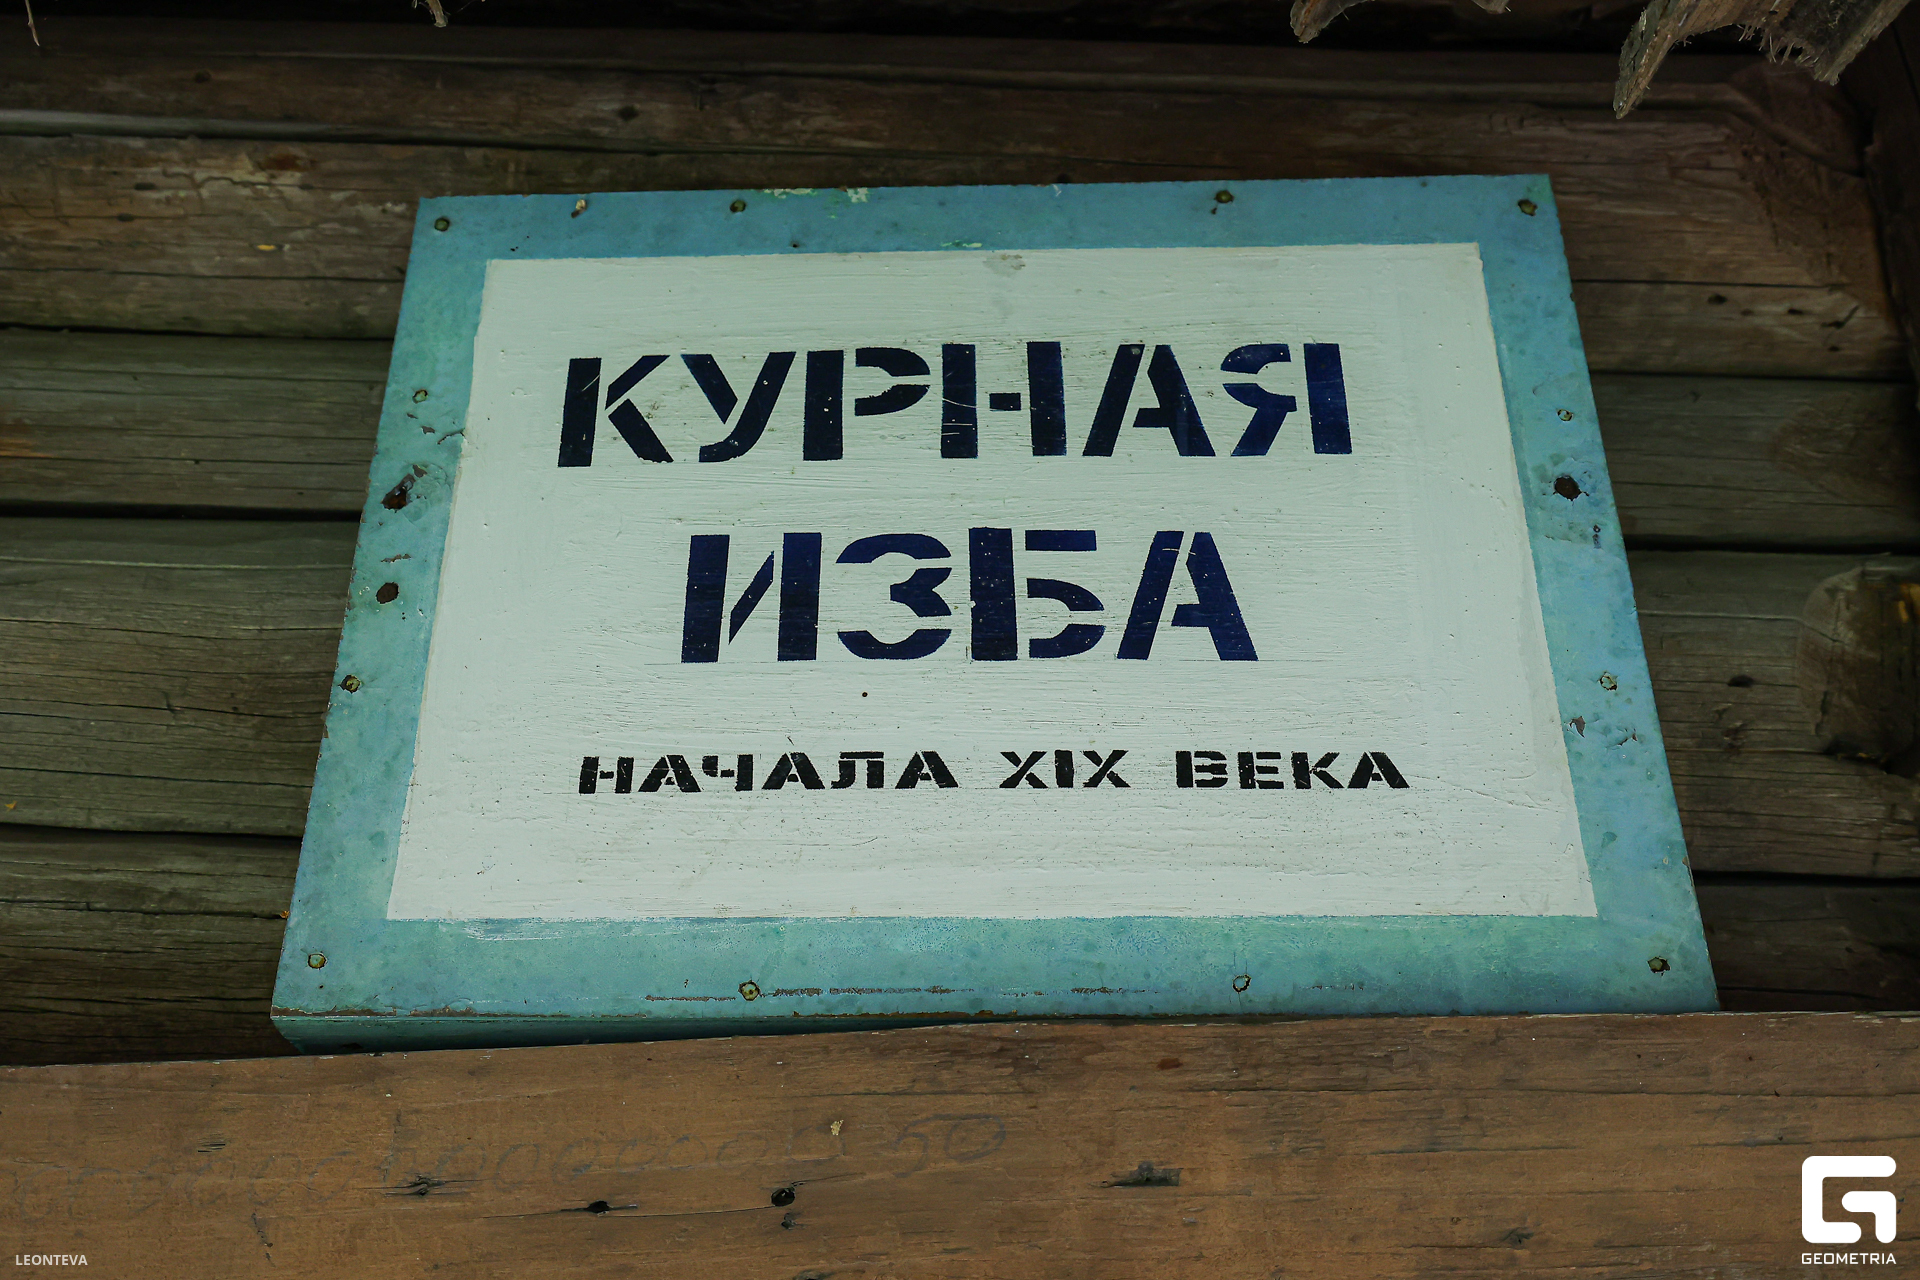 КУРНАЯ
ИЗБА
НАЧАЛА XIX ВЕКА
LEONTEVA
GEOMETRIA